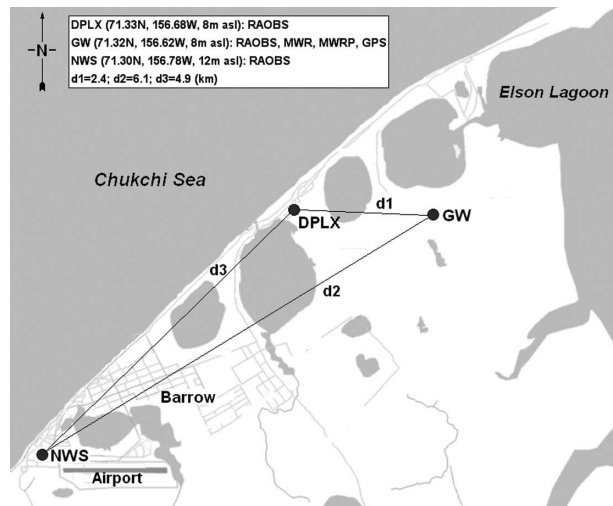 DPLX (71.33N, 156.68W, 8m asl): RAOBS
GW (71.32N, 156.62W, 8m asl): RAOBS, MWR, MWRP, GPS
NWS (71.30N, 156.78W, 12m asl): RAOBS
d1=2.4; d2=6.1; d3=4.9 (km)
N
Elson Lagoon
Chukchi Sea
d1
DPLX
GW
d3
d2
Barrow
NWS
Airport